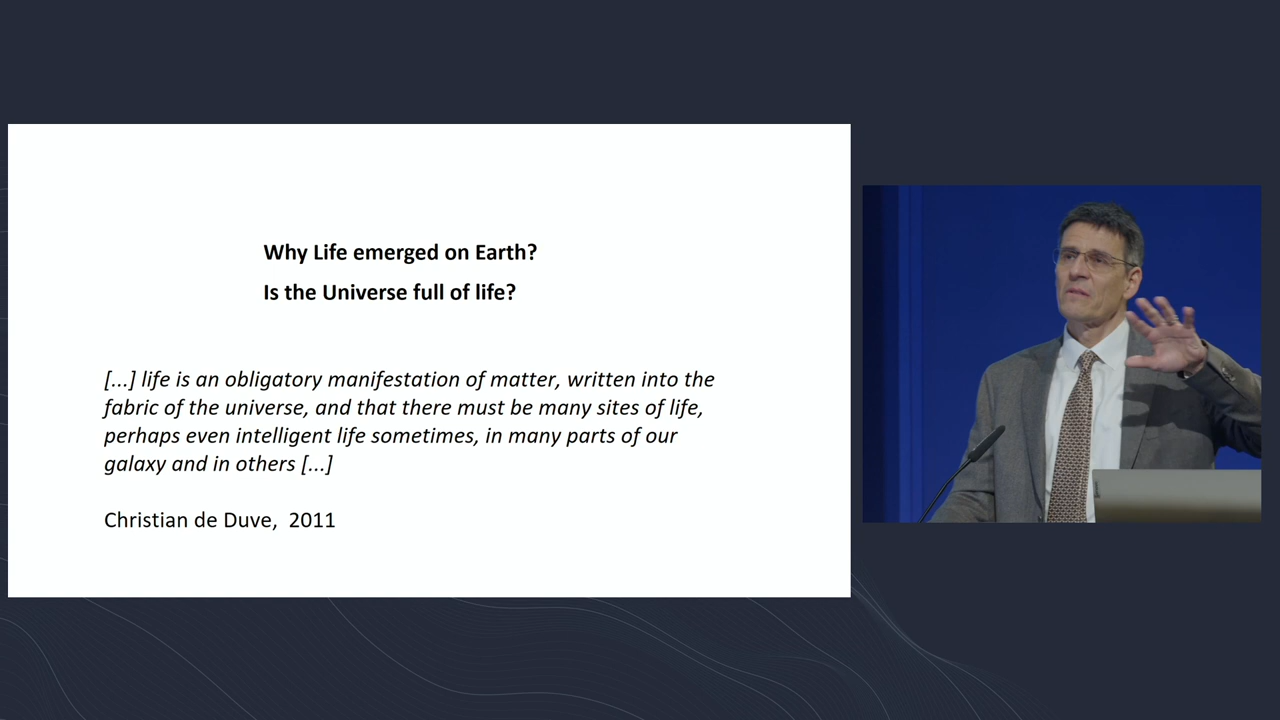 Why Life emerged on Earth?
Is the Universe full of life?
[...] life is an obligatory manifestation of matter, written into the
fabric of the universe, and that there must be many sites of life,
perhaps even intelligent life sometimes, in many parts of our
galaxy and in others [...]
Christian de Duve,  2011